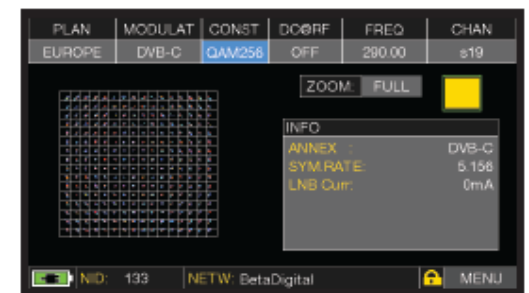 PLAN MODULAT CONST DC@RF FREQ CHAN
EUROPE DVB-C QAM256 OFF 290.00 s19
ZOOM: FULL
INFO
ANNEX : DVB-C
SYM.RATE: 5.156
LNB Curr: 0mA
NID: 133 NETW: BetaDigital MENU